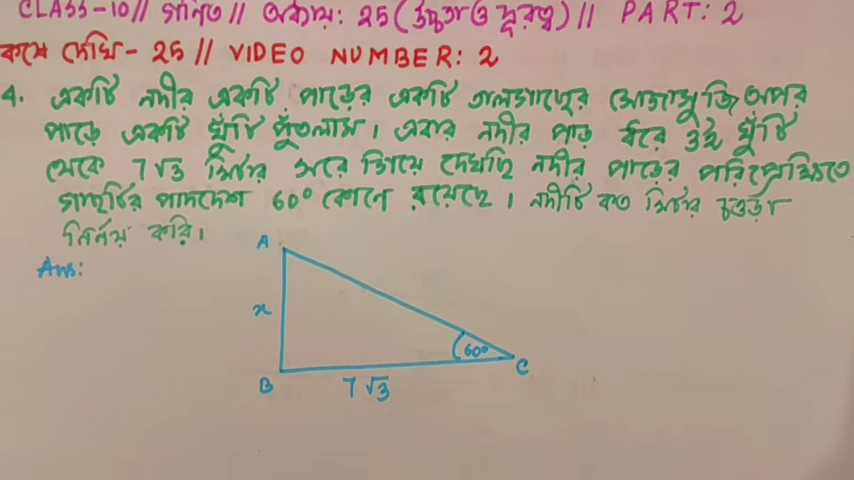 CLASS-10 // গণিত // অধ্যায়: 25 (উচ্চতা ও দূরত্ব) // PART: 2
কষে দেখি - 25 // VIDEO NUMBER: 2
4. একটি নদীর একটি পাড়ের একটি তালগাছের সোজাসুজি অপর
পাড়ে একটি খুঁটি পুঁতলাম। এবার নদীর পাড় ধরে ওই খুঁটি
থেকে 7√3 মিটার সরে গিয়ে দেখছি নদীর পাড়ের পরিপ্রেক্ষিতে
গাছটির পাদদেশ 60° কোণে রয়েছে। নদীটি কত মিটার চওড়া
নির্ণয় করি।
Ans:
A
x
60°
B
C
7√3